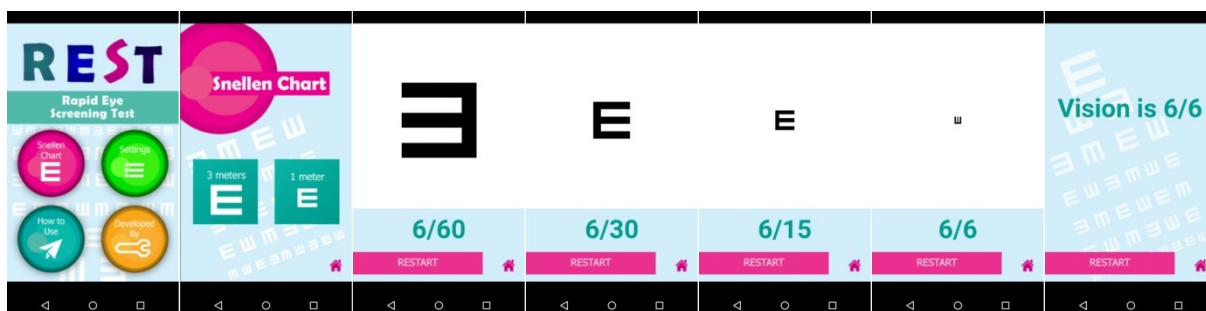 REST
Rapid Eye
Screening Test
Snellen
Chart
E
Settings
How to
Use
Developed
By
Snellen Chart
3 meters
E
1 meter
E
6/60
RESTART
E
6/30
RESTART
E
6/15
RESTART
6/6
RESTART
Vision is 6/6
RESTART